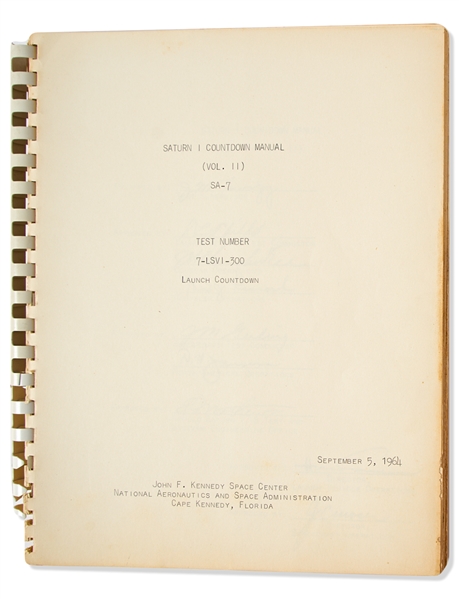 SATURN I COUNTDOWN MANUAL
(VOL. II)
SA-7
TEST NUMBER
7-LSVI-300
LAUNCH COUNTDOWN
SEPTEMBER 5, 1964
JOHN F. KENNEDY SPACE CENTER
NATIONAL AERONAUTICS AND SPACE ADMINISTRATION
CAPE KENNEDY, FLORIDA